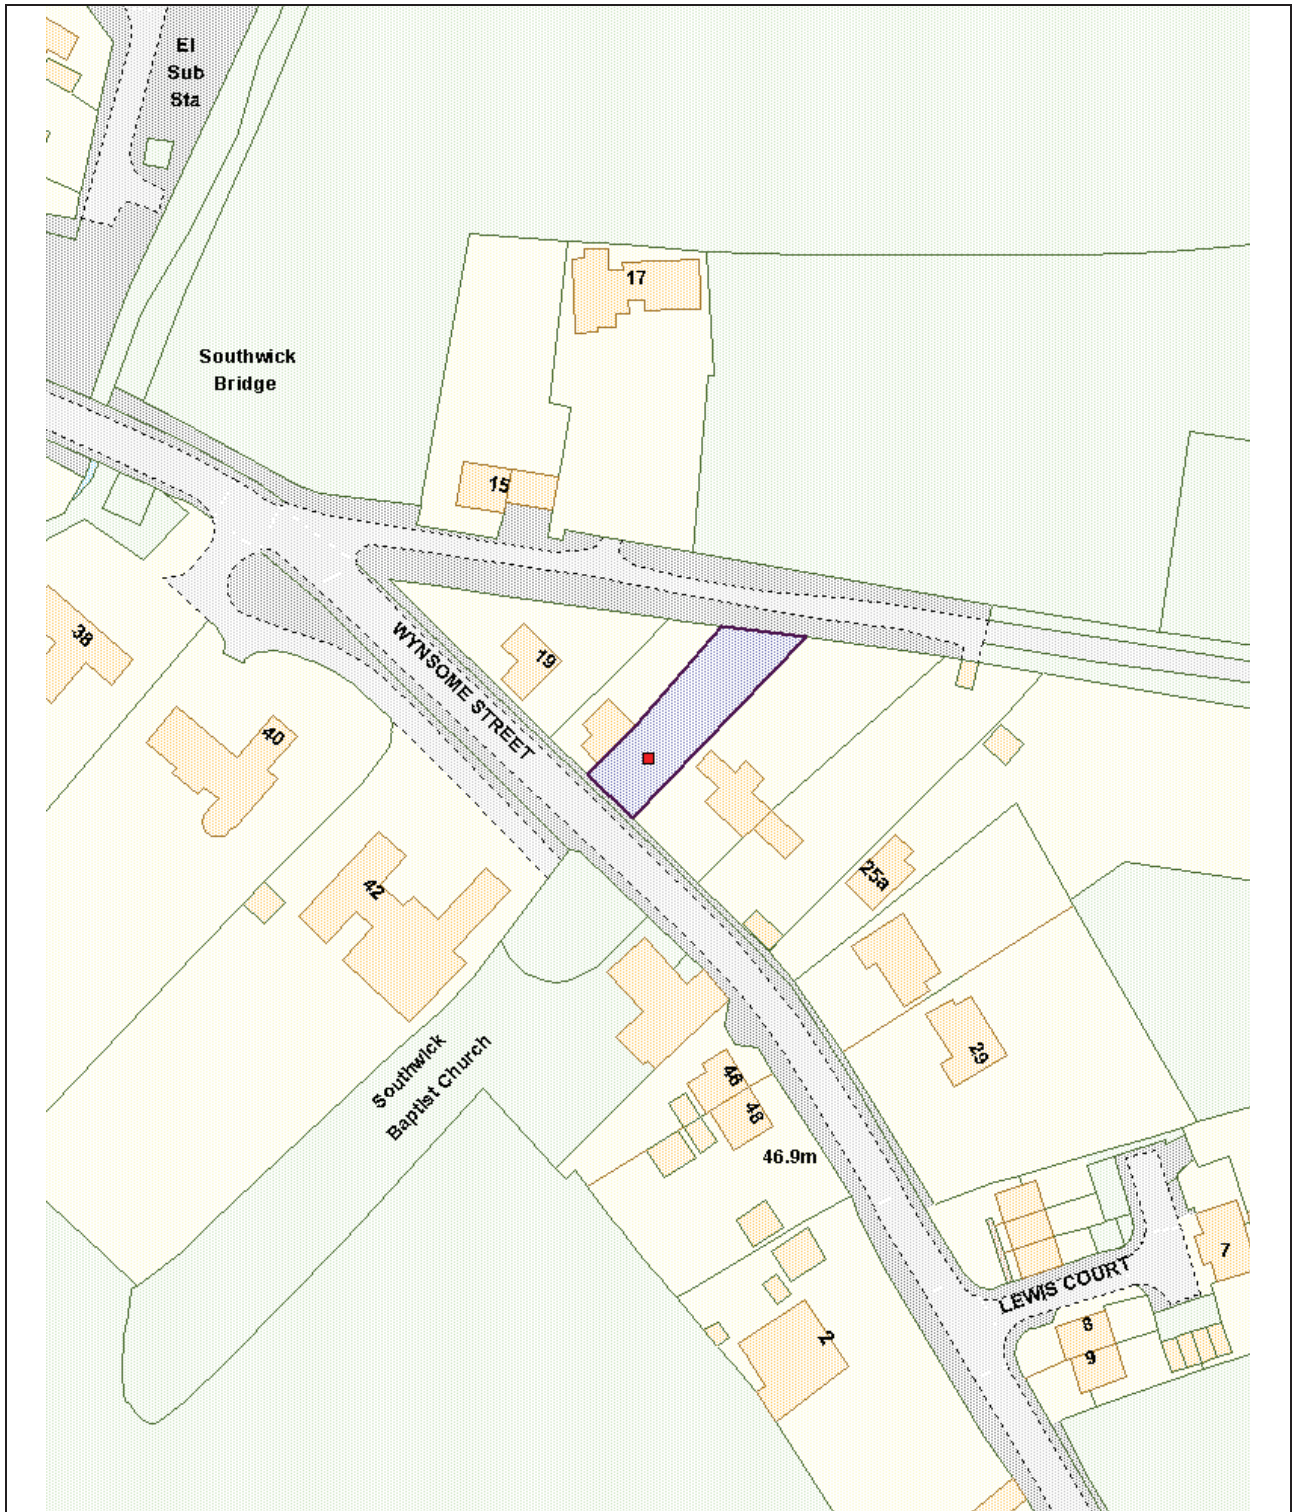 El
Sub
Sta
17
Southwick
Bridge
15
38
WYNSOME STREET
19
40
42
25a
29
Southwick
Baptist Church
46
48
46.9m
7
LEWIS COURT
8
9
2